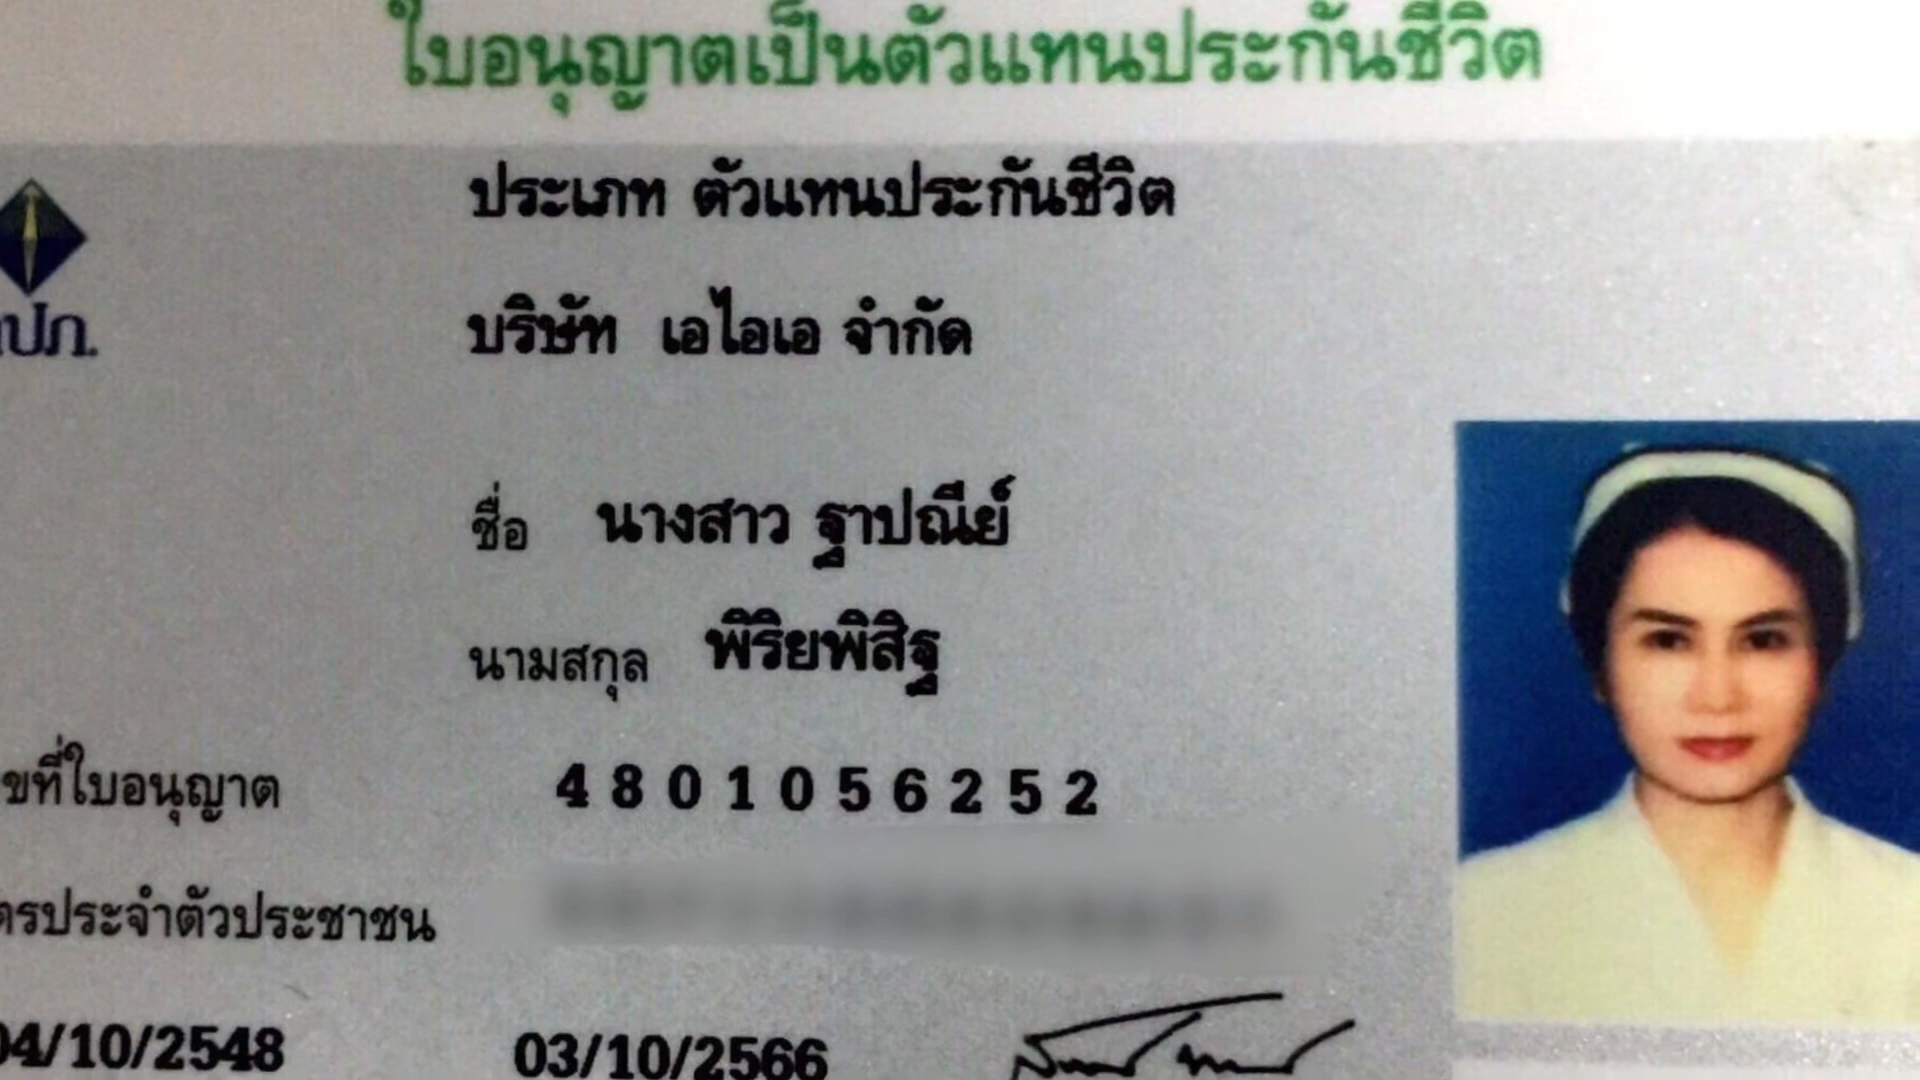 ใบอนุญาตเป็นตัวแทนประกันชีวิต
ประเภท ตัวแทนประกันชีวิต
ปภ.
บริษัท เอไอเอ จำกัด
ชื่อ นางสาว ฐาปณีย์
นามสกุล พิริยพิสิฐ
ขที่ใบอนุญาต 4801056252
ตรประจำตัวประชาชน
04/10/2548 03/10/2566